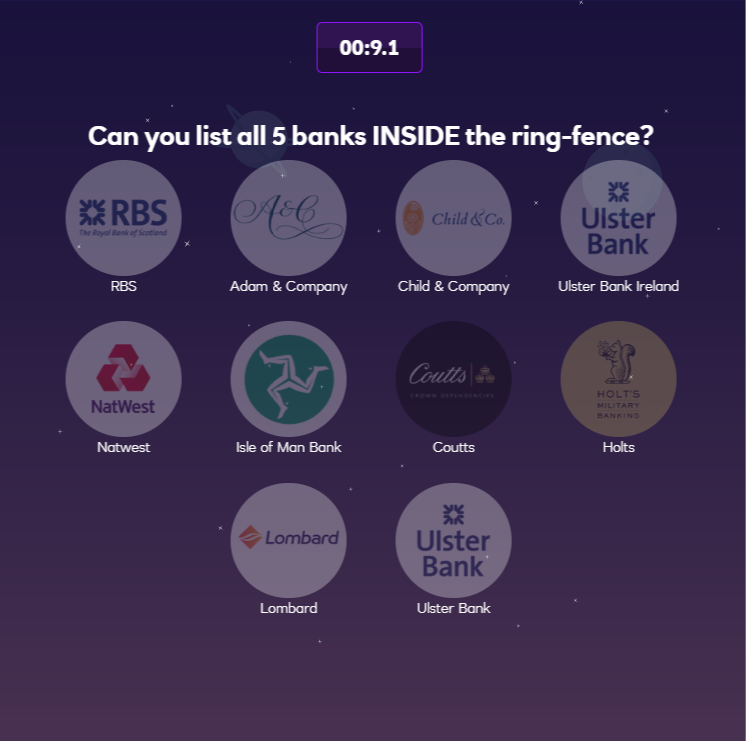 00:9.1
Can you list all 5 banks INSIDE the ring-fence?
RBS
The Royal Bank of Scotland
RBS
A&C
Adam & Company
Child & Co.
Child & Company
Ulster
Bank
Ulster Bank Ireland
NatWest
Natwest
Isle of Man Bank
Coutts
CROWN DEPENDENCIES
Coutts
HOLT'S
MILITARY
BANKING
Holts
Lombard
Lombard
Ulster
Bank
Ulster Bank